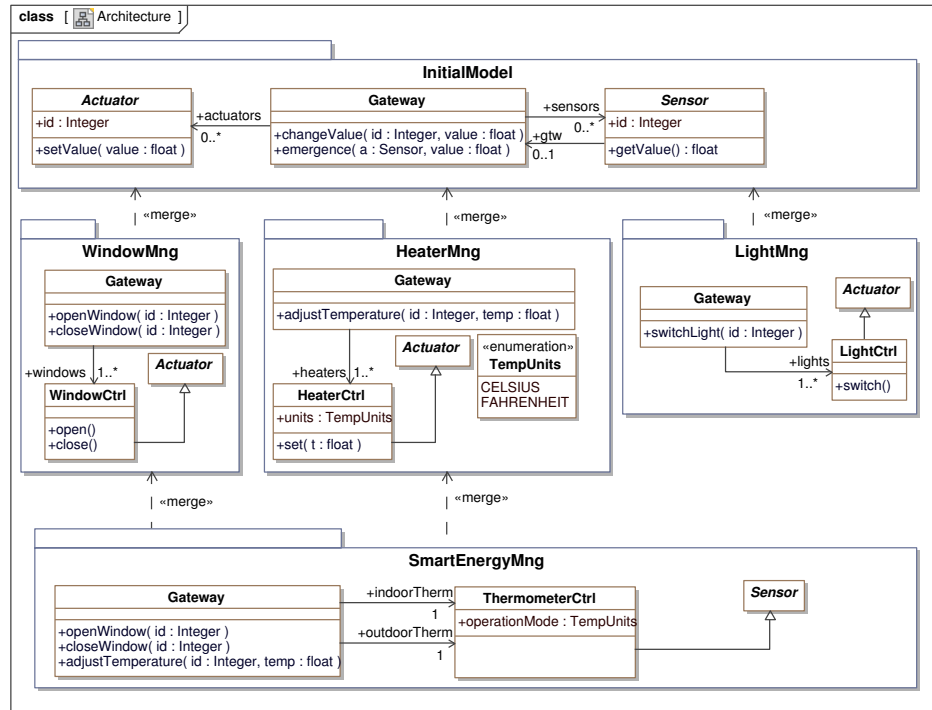 class [ Architecture ]
InitialModel
Actuator
+id : Integer
+setValue( value : float )
+actuators
0..*
Gateway
+changeValue( id : Integer, value : float )
+emergence( a : Sensor, value : float )
+sensors
0..*
+gtw
0..1
Sensor
+id : Integer
+getValue() : float
«merge»
«merge»
«merge»
WindowMng
Gateway
+openWindow( id : Integer )
+closeWindow( id : Integer )
+windows
1..*
Actuator
WindowCtrl
+open()
+close()
HeaterMng
Gateway
+adjustTemperature( id : Integer, temp : float )
+heaters
1..*
Actuator
«enumeration»
TempUnits
CELSIUS
FAHRENHEIT
HeaterCtrl
+units : TempUnits
+set( t : float )
LightMng
Gateway
+switchLight( id : Integer )
Actuator
+lights
1..*
LightCtrl
+switch()
«merge»
«merge»
SmartEnergyMng
Gateway
+openWindow( id : Integer )
+closeWindow( id : Integer )
+adjustTemperature( id : Integer, temp : float )
+indoorTherm
1
+outdoorTherm
1
ThermometerCtrl
+operationMode : TempUnits
Sensor